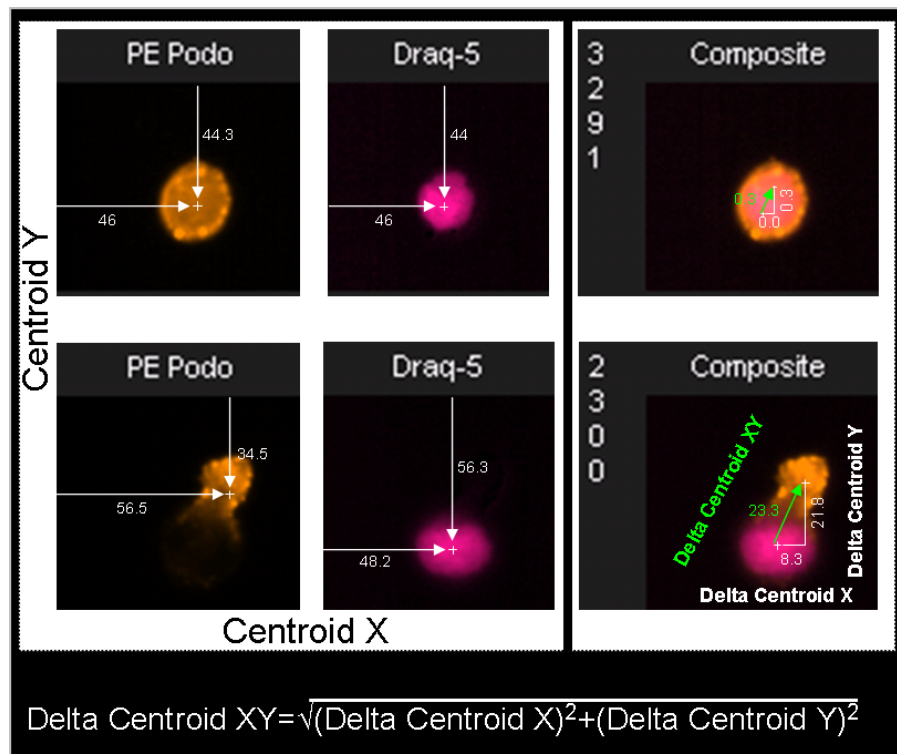 PE Podo
Draq-5
3
2
9
1
Composite
44.3
44
46
46
0.3
0.3
0.0
Centroid Y
PE Podo
Draq-5
2
3
0
0
Composite
34.5
56.3
56.5
48.2
Delta Centroid XY
23.3
21.8
Delta Centroid Y
8.3
Delta Centroid X
Centroid X
Delta Centroid XY=√(Delta Centroid X)²+(Delta Centroid Y)²